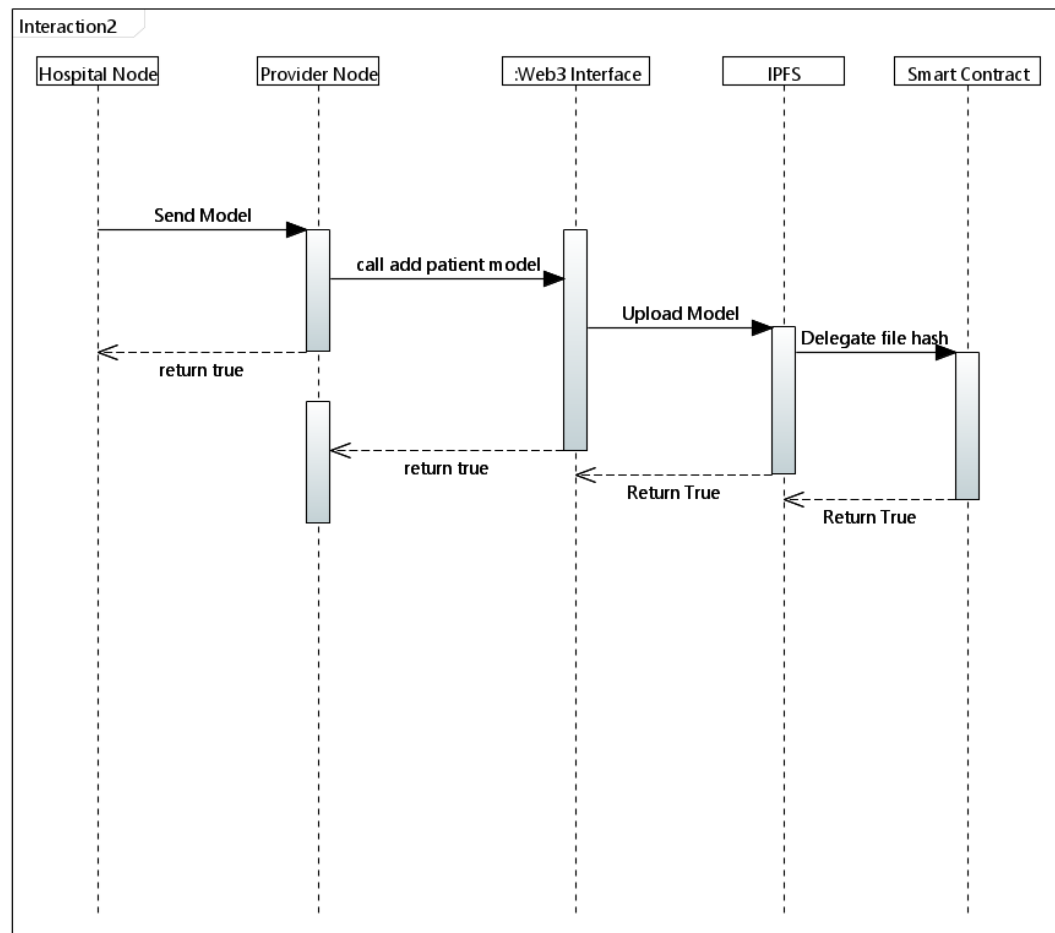 Interaction2
Hospital Node
Provider Node
:Web3 Interface
IPFS
Smart Contract
Send Model
call add patient model
Upload Model
Delegate file hash
return true
return true
Return True
Return True